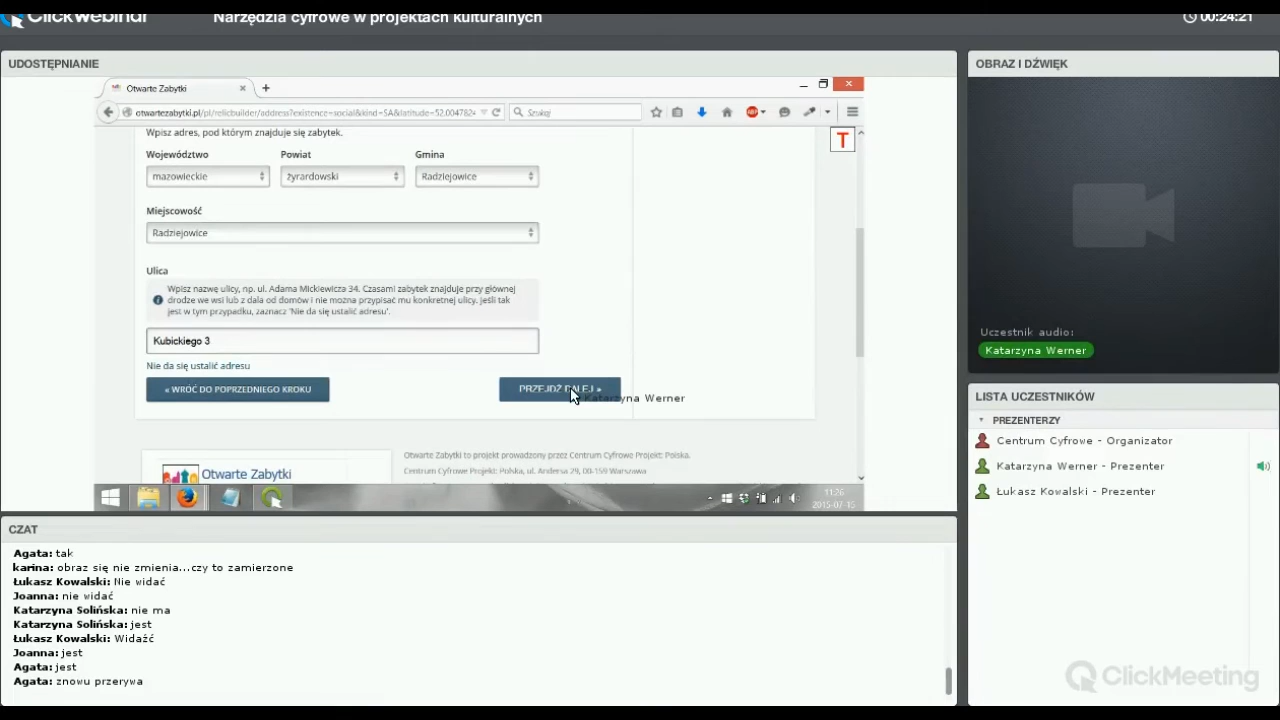 ClickWebinar
Narzędzia cyfrowe w projektach kulturalnych
00:24:21
UDOSTĘPNIANIE
Otwarte Zabytki
otwartezabytki.pl/pl/relicbuilder/address?existence=social&kind=SA&latitude=52.0047824
Szukaj
Wpisz adres, pod którym znajduje się zabytek.
Województwo Powiat Gmina
mazowieckie żyrardowski Radziejowice
Miejscowość
Radziejowice
Ulica
Wpisz nazwę ulicy, np. ul. Adama Mickiewicza 34. Czasami zabytek znajduje przy głównej
drodze we wsi lub z dala od domów i nie można przypisać mu konkretnej ulicy. jeśli tak
jest w tym przypadku, zaznacz 'Nie da się ustalić adresu'.
Kubickiego 3
Nie da się ustalić adresu
« WRÓĆ DO POPRZEDNIEGO KROKU
PRZEJDŹ DALEJ »
Katarzyna Werner
T
Otwarte Zabytki
Otwarte Zabytki to projekt prowadzony przez Centrum Cyfrowe Projekt: Polska.
Centrum Cyfrowe Projekt: Polska, ul. Andersa 29, 00-159 Warszawa
11:26
2015-07-15
OBRAZ I DŹWIĘK
Uczestnik audio:
Katarzyna Werner
LISTA UCZESTNIKÓW
PREZENTERZY
Centrum Cyfrowe - Organizator
Katarzyna Werner - Prezenter
Łukasz Kowalski - Prezenter
ClickMeeting
CZAT
Agata: tak
karina: obraz się nie zmienia...czy to zamierzone
Łukasz Kowalski: Nie widać
Joanna: nie widać
Katarzyna Solińska: nie ma
Katarzyna Solińska: jest
Łukasz Kowalski: Widaźć
Joanna: jest
Agata: jest
Agata: znowu przerywa